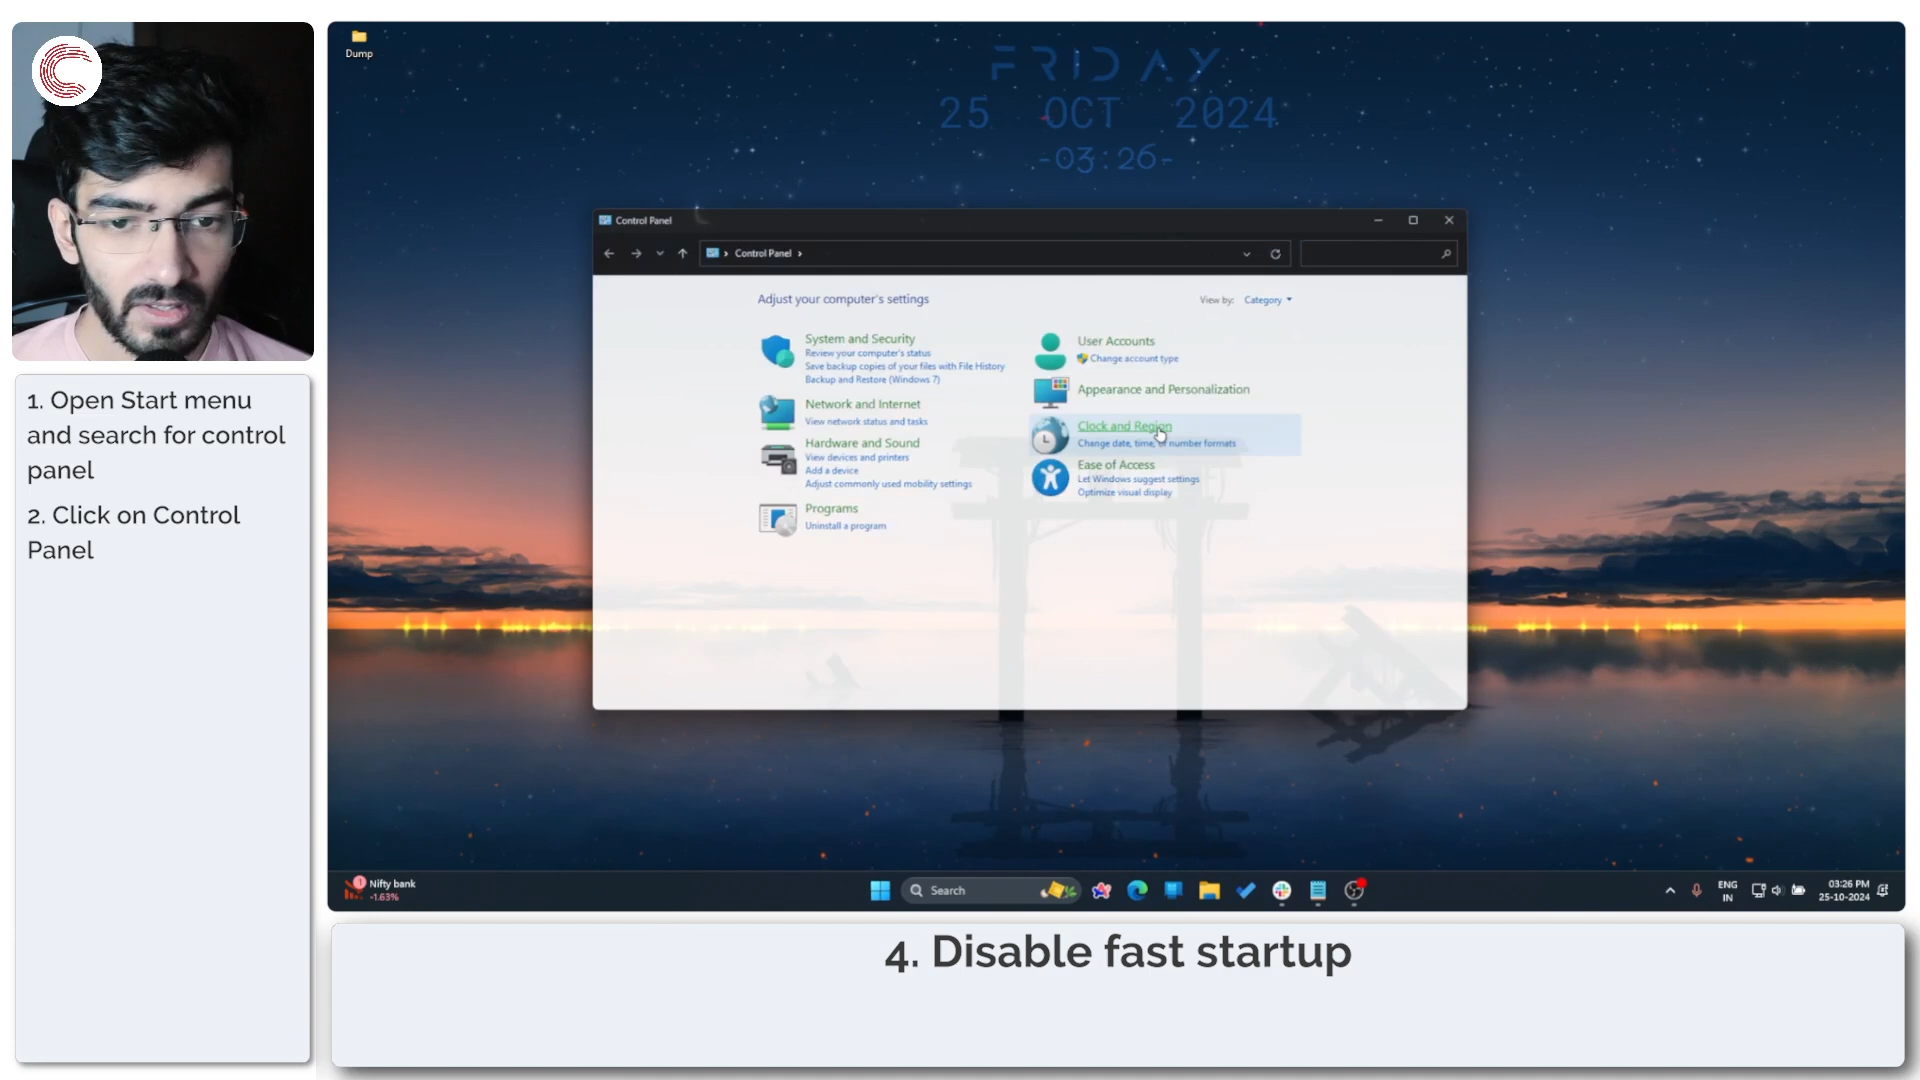 Dump
FRIDAY
25 OCT 2024
-03:26-
Control Panel
Control Panel
Adjust your computer's settings
View by: Category
System and Security
Review your computer's status
Save backup copies of your files with File History
Backup and Restore (Windows 7)
Network and Internet
View network status and tasks
Hardware and Sound
View devices and printers
Add a device
Adjust commonly used mobility settings
Programs
Uninstall a program
User Accounts
Change account type
Appearance and Personalization
Clock and Region
Change date, time, or number formats
Ease of Access
Let Windows suggest settings
Optimize visual display
1. Open Start menu
and search for control
panel
2. Click on Control
Panel
1
Nifty bank
-1.63%
Search
ENG
IN
03:26 PM
25-10-2024
4. Disable fast startup